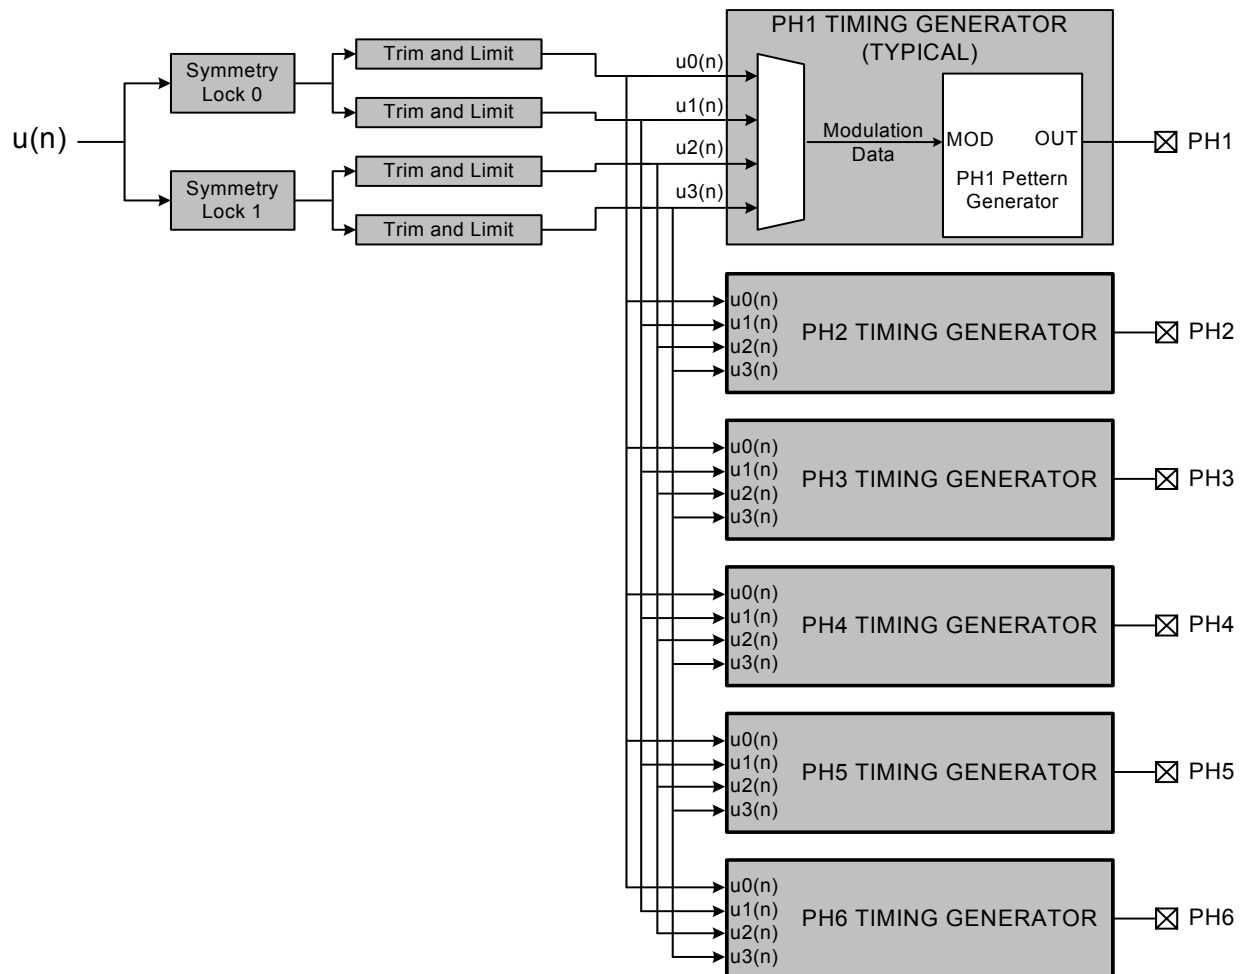 PH1 TIMING GENERATOR
(TYPICAL)
Symmetry
Lock 0
Trim and Limit
Trim and Limit
u(n)
Symmetry
Lock 1
Trim and Limit
Trim and Limit
u0(n)
u1(n)
u2(n)
u3(n)
Modulation
Data
MOD
OUT
PH1 Pettern
Generator
PH1
u0(n)
u1(n)
u2(n)
u3(n)
PH2 TIMING GENERATOR
PH2
u0(n)
u1(n)
u2(n)
u3(n)
PH3 TIMING GENERATOR
PH3
u0(n)
u1(n)
u2(n)
u3(n)
PH4 TIMING GENERATOR
PH4
u0(n)
u1(n)
u2(n)
u3(n)
PH5 TIMING GENERATOR
PH5
u0(n)
u1(n)
u2(n)
u3(n)
PH6 TIMING GENERATOR
PH6